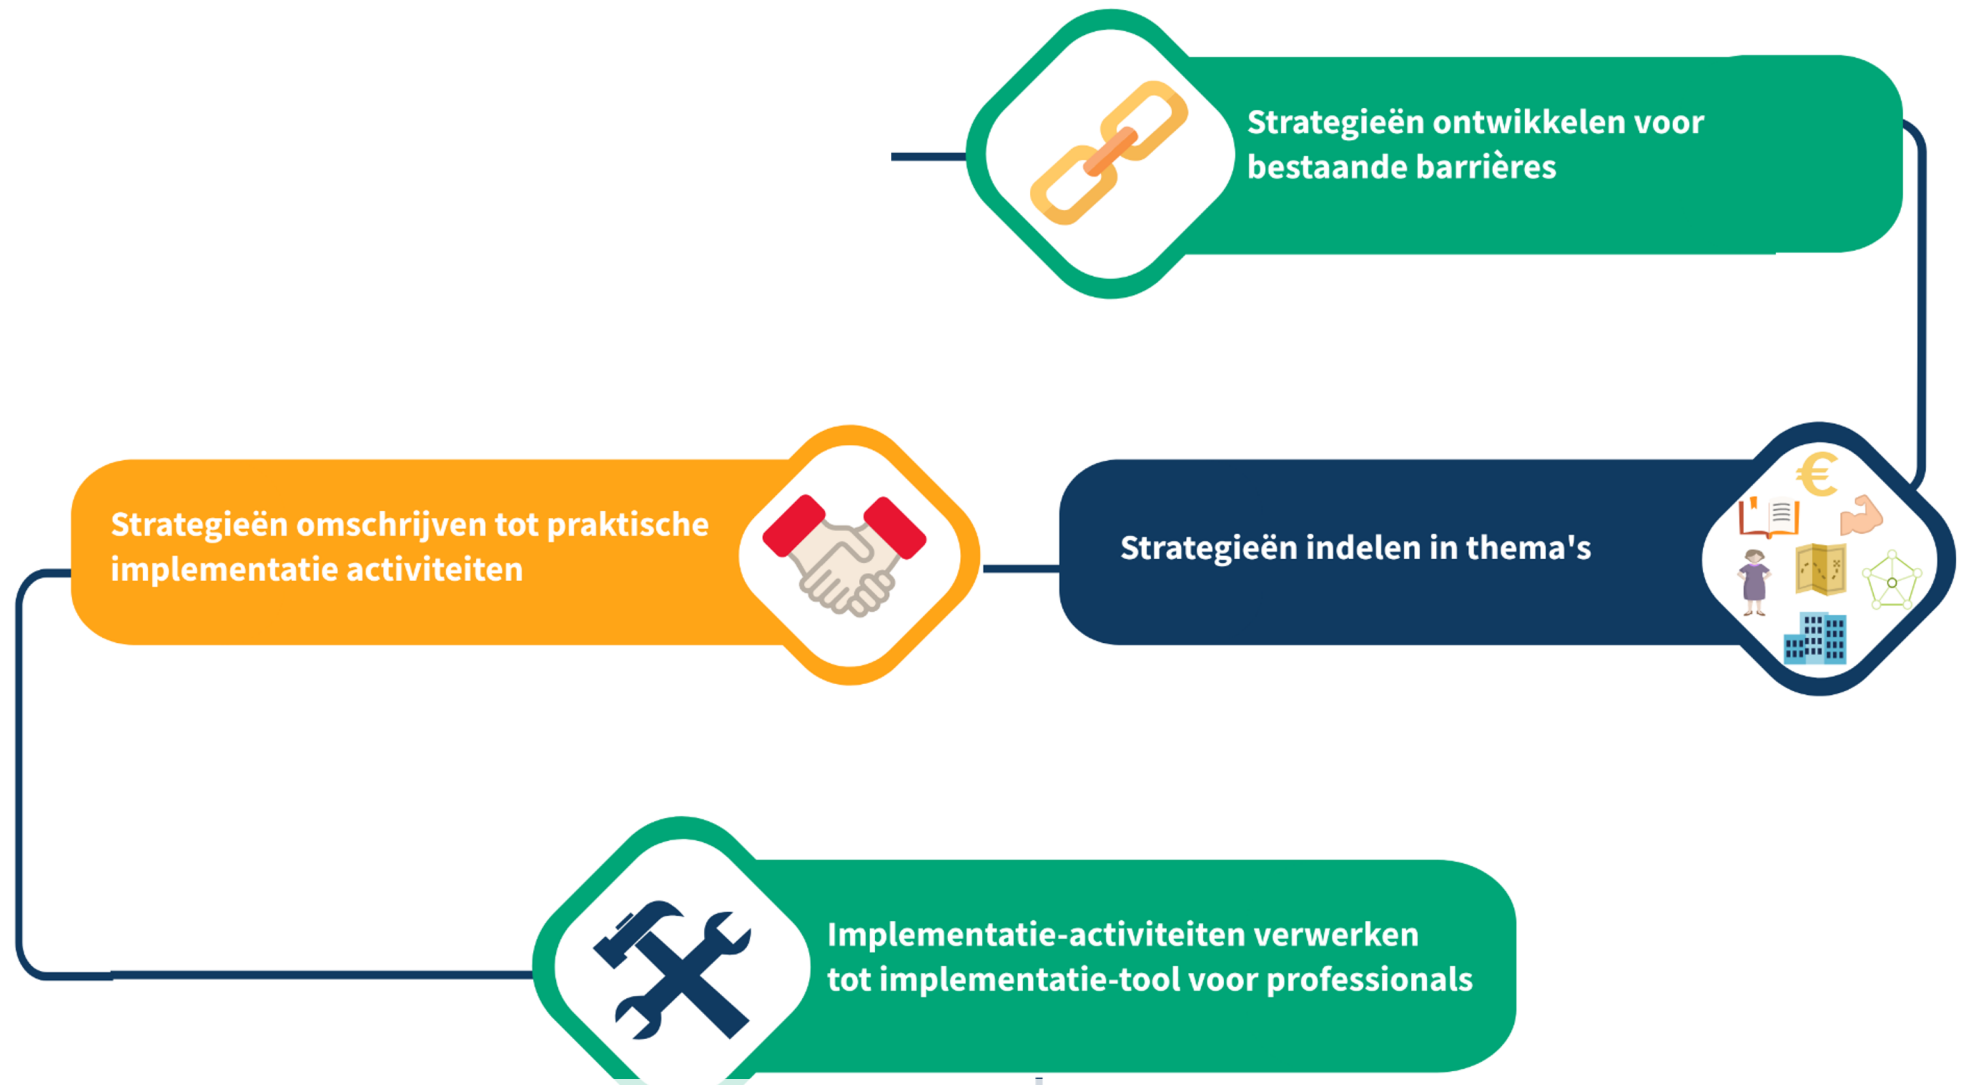 Strategieën ontwikkelen voor
bestaande barrières
Strategieën omschrijven tot praktische
implementatie activiteiten
Strategieën indelen in thema's
€
Implementatie-activiteiten verwerken
tot implementatie-tool voor professionals